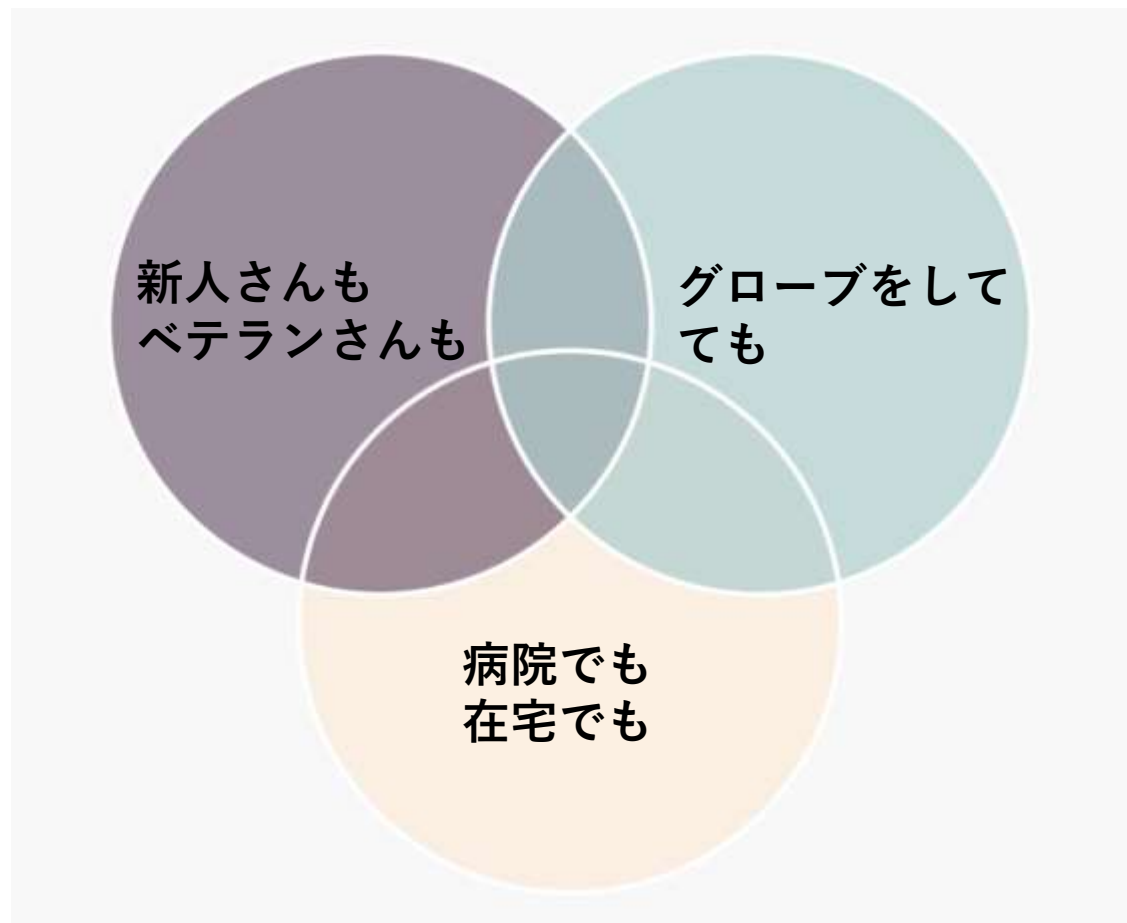 新人さんも
ベテランさんも
グローブをして
ても
病院でも
在宅でも